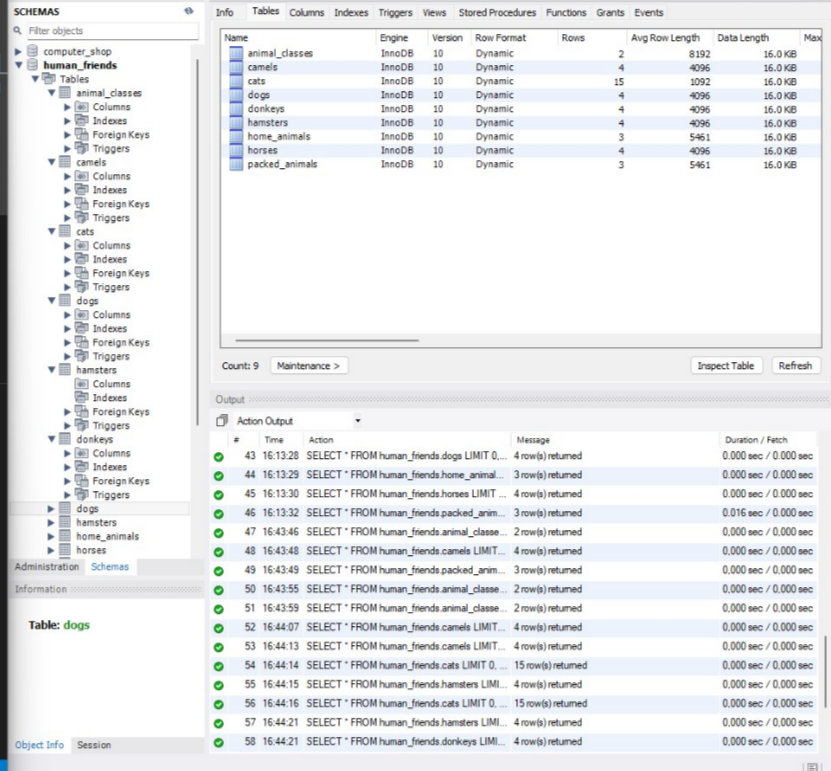 SCHEMAS
Filter objects
computer_shop
human_friends
Tables
animal_classes
Columns
Indexes
Foreign Keys
Triggers
camels
Columns
Indexes
Foreign Keys
Triggers
cats
Columns
Indexes
Foreign Keys
Triggers
dogs
Columns
Indexes
Foreign Keys
Triggers
hamsters
Columns
Indexes
Foreign Keys
Triggers
donkeys
Columns
Indexes
Foreign Keys
Triggers
dogs
hamsters
home_animals
horses
Administration Schemas
Information
Table: dogs
Object Info Session
Info Tables Columns Indexes Triggers Views Stored Procedures Functions Grants Events
Name Engine Version Row Format Rows Avg Row Length Data Length Max
animal_classes InnoDB 10 Dynamic 2 8192 16.0 KiB
camels InnoDB 10 Dynamic 4 4096 16.0 KiB
cats InnoDB 10 Dynamic 15 1092 16.0 KiB
dogs InnoDB 10 Dynamic 4 4096 16.0 KiB
donkeys InnoDB 10 Dynamic 4 4096 16.0 KiB
hamsters InnoDB 10 Dynamic 4 4096 16.0 KiB
home_animals InnoDB 10 Dynamic 3 5461 16.0 KiB
horses InnoDB 10 Dynamic 4 4096 16.0 KiB
packed_animals InnoDB 10 Dynamic 3 5461 16.0 KiB
Count: 9 Maintenance > Inspect Table Refresh
Output
Action Output
# Time Action Message Duration / Fetch
43 16:13:28 SELECT * FROM human_friends.dogs LIMIT 0,... 4 row(s) returned 0.000 sec / 0.000 sec
44 16:13:29 SELECT * FROM human_friends.home_animal... 3 row(s) returned 0.000 sec / 0.000 sec
45 16:13:30 SELECT * FROM human_friends.horses LIMIT ... 4 row(s) returned 0.000 sec / 0.000 sec
46 16:13:32 SELECT * FROM human_friends.packed_anim... 3 row(s) returned 0.016 sec / 0.000 sec
47 16:43:46 SELECT * FROM human_friends.animal_classe... 2 row(s) returned 0,000 sec / 0.000 sec
48 16:43:48 SELECT * FROM human_friends.camels LIMIT... 4 row(s) returned 0,000 sec / 0.000 sec
49 16:43:49 SELECT * FROM human_friends.packed_anim... 3 row(s) returned 0,000 sec / 0.000 sec
50 16:43:55 SELECT * FROM human_friends.animal_classe... 2 row(s) returned 0,000 sec / 0.000 sec
51 16:43:59 SELECT * FROM human_friends.animal_classe... 2 row(s) returned 0,000 sec / 0.000 sec
52 16:44:07 SELECT * FROM human_friends.camels LIMIT... 4 row(s) returned 0,000 sec / 0.000 sec
53 16:44:13 SELECT * FROM human_friends.camels LIMIT... 4 row(s) returned 0,000 sec / 0.000 sec
54 16:44:14 SELECT * FROM human_friends.cats LIMIT 0, ... 15 row(s) returned 0,000 sec / 0.000 sec
55 16:44:15 SELECT * FROM human_friends.hamsters LIMI... 4 row(s) returned 0,000 sec / 0.000 sec
56 16:44:16 SELECT * FROM human_friends.cats LIMIT 0, ... 15 row(s) returned 0,000 sec / 0.000 sec
57 16:44:21 SELECT * FROM human_friends.hamsters LIMI... 4 row(s) returned 0,000 sec / 0.000 sec
58 16:44:21 SELECT * FROM human_friends.donkeys LIMI... 4 row(s) returned 0,000 sec / 0.000 sec